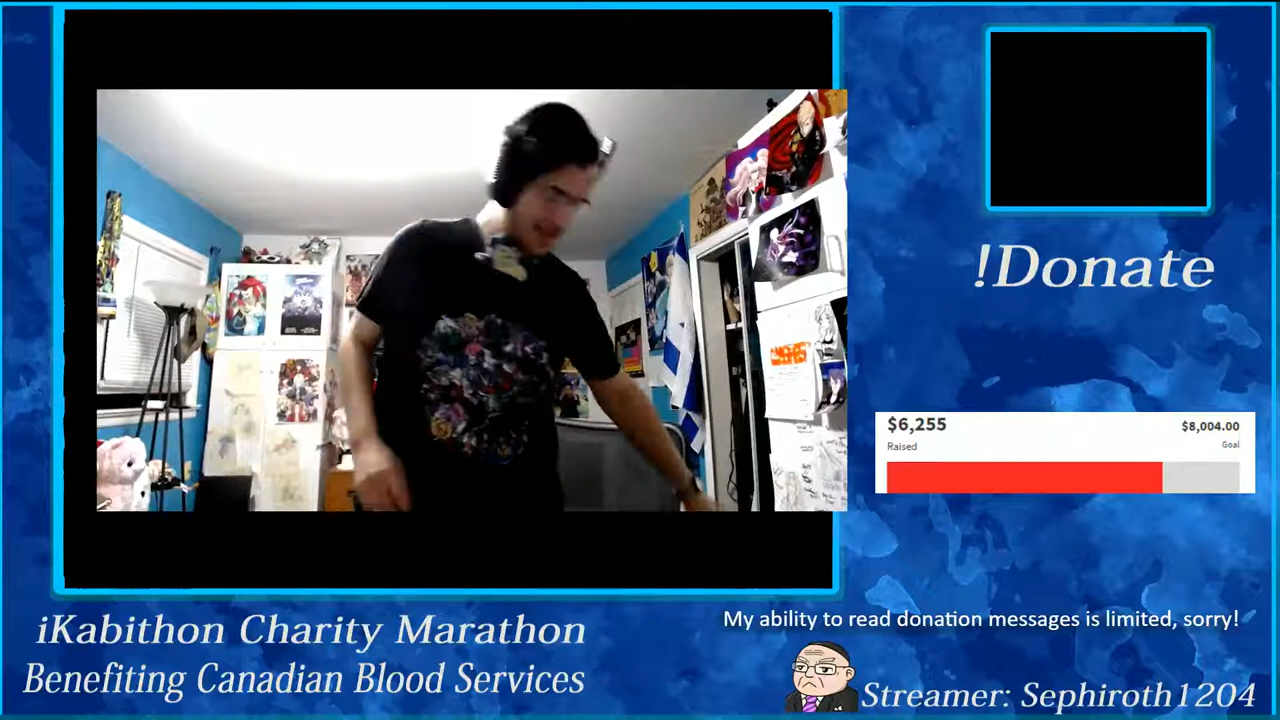 !Donate
$6,255
$8,004.00
Raised
Goal
My ability to read donation messages is limited, sorry!
iKabithon Charity Marathon
Benefiting Canadian Blood Services
Streamer: Sephiroth1204